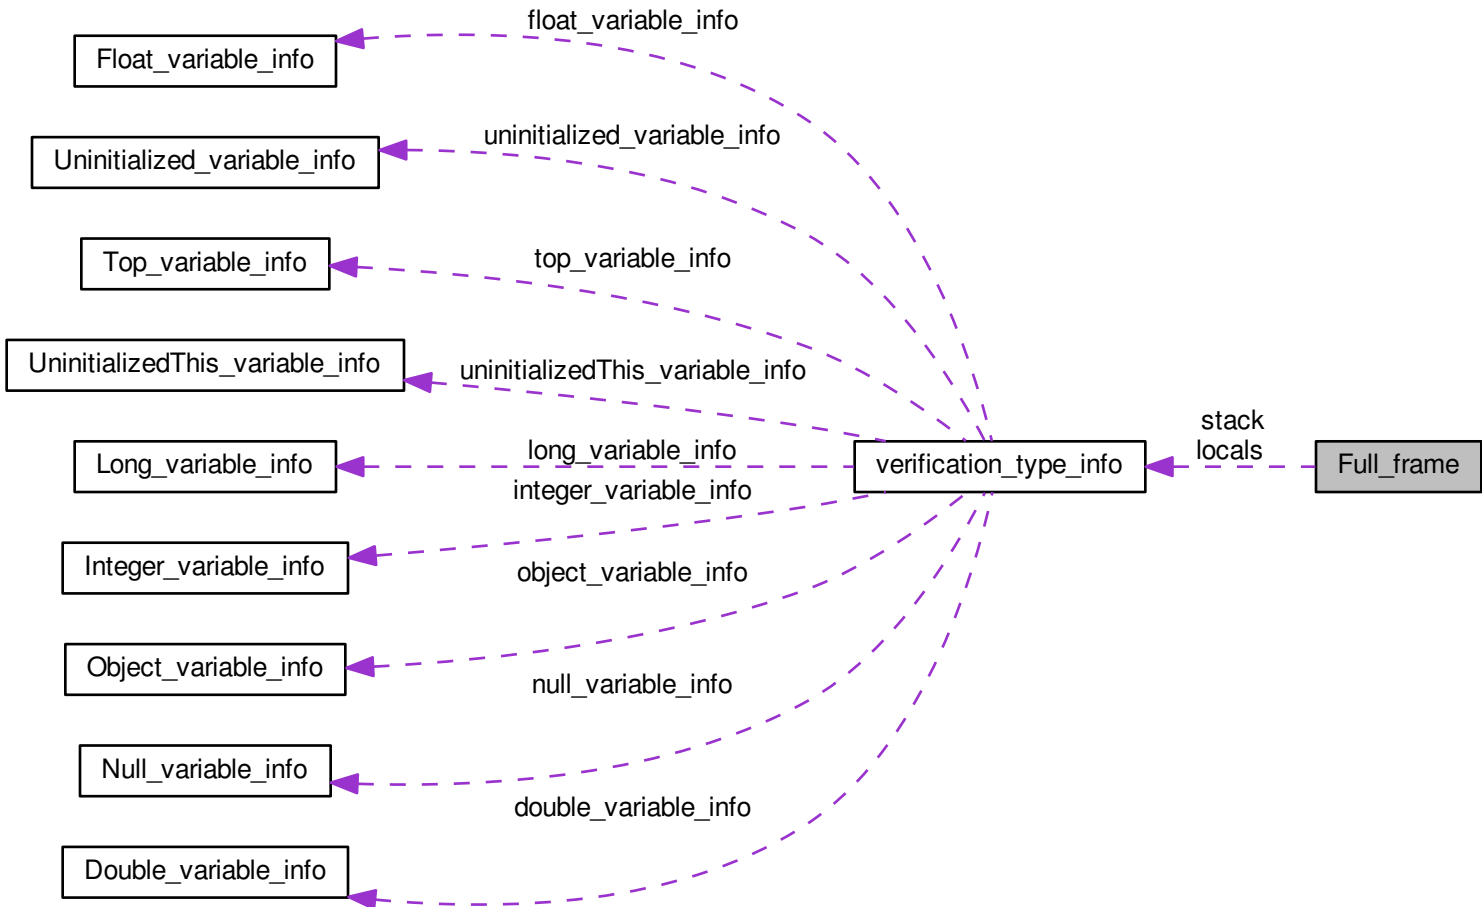 float_variable_info
Float_variable_info
uninitialized_variable_info
Uninitialized_variable_info
top_variable_info
Top_variable_info
UninitializedThis_variable_info
uninitializedThis_variable_info
stack
locals
Long_variable_info
long_variable_info
verification_type_info
Full_frame
integer_variable_info
Integer_variable_info
object_variable_info
Object_variable_info
null_variable_info
Null_variable_info
double_variable_info
Double_variable_info